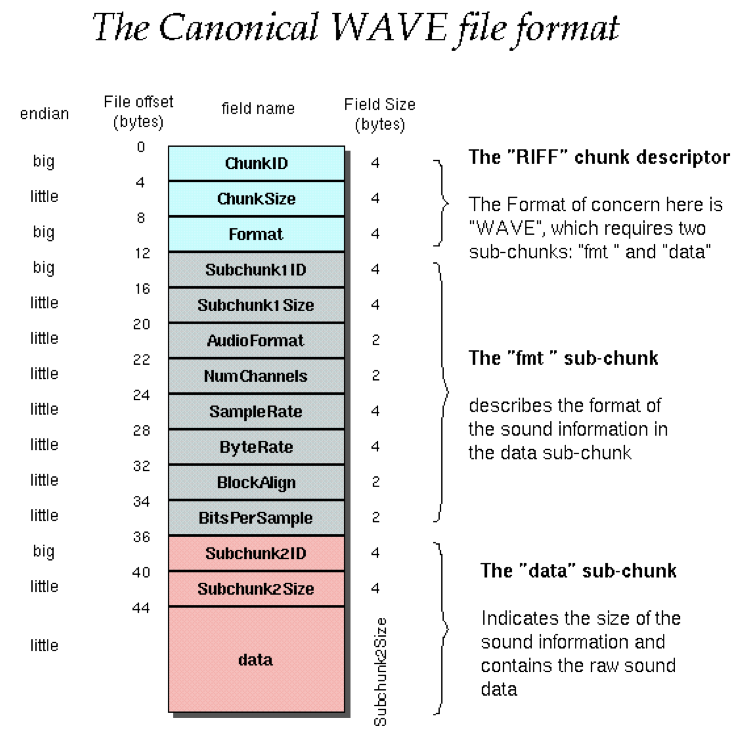 The Canonical WAVE file format
endian
File offset
(bytes)
field name
Field Size
(bytes)
0
big ChunkID 4
4
little ChunkSize 4
8
big Format 4
12
big Subchunk1ID 4
16
little Subchunk1Size 4
20
little AudioFormat 2
22
little NumChannels 2
24
little SampleRate 4
28
little ByteRate 4
32
little BlockAlign 2
34
little BitsPerSample 2
36
big Subchunk2ID 4
40
little Subchunk2Size 4
44
little data Subchunk2Size
The "RIFF" chunk descriptor
The Format of concern here is
"WAVE", which requires two
sub-chunks: "fmt " and "data"
The "fmt " sub-chunk
describes the format of
the sound information in
the data sub-chunk
The "data" sub-chunk
Indicates the size of the
sound information and
contains the raw sound
data